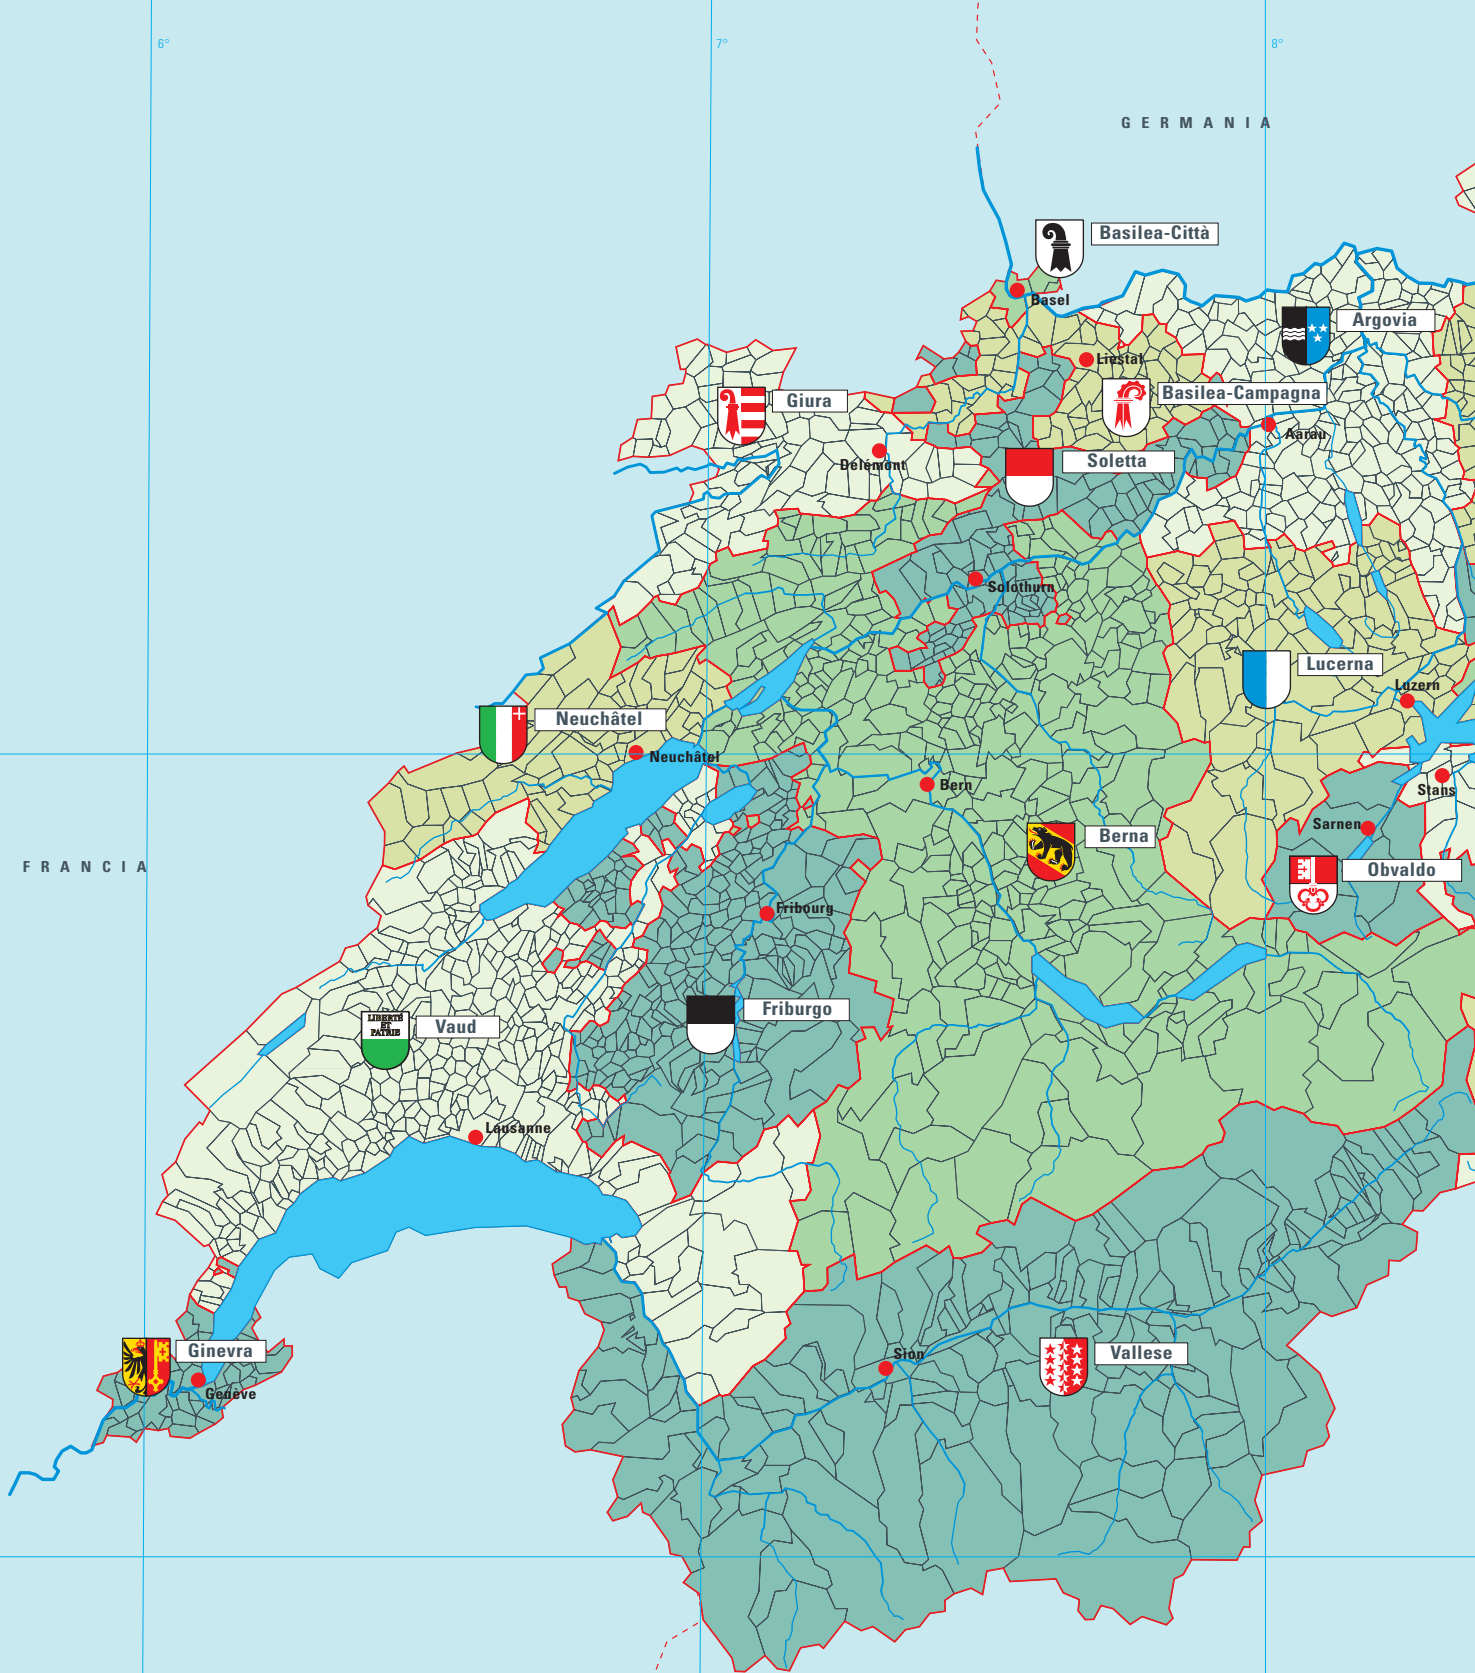 6°
7°
8°
GERMANIA
Basilea-Città
Basel
Argovia
Liestal
Basilea-Campagna
Giura
Aarau
Delémont
Soletta
Solothurn
Lucerna
Luzern
Neuchâtel
Neuchâtel
Bern
Stans
Sarnen
Berna
FRANCIA
Obvaldo
Fribourg
Friburgo
LIBERTÉ
ET
PATRIE
Vaud
Lausanne
Ginevra
Genève
Sion
Vallese